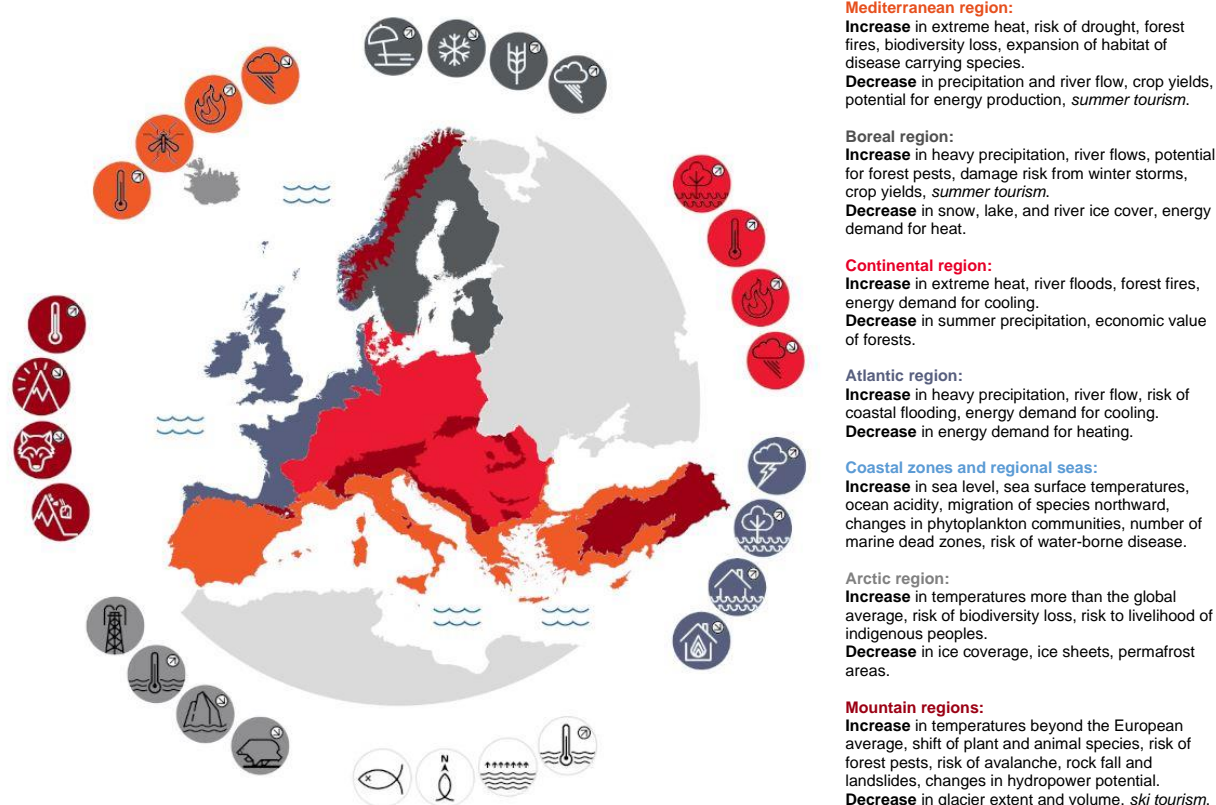 Mediterranean region:
Increase in extreme heat, risk of drought, forest
fires, biodiversity loss, expansion of habitat of
disease carrying species.
Decrease in precipitation and river flow, crop yields,
potential for energy production, summer tourism.
Boreal region:
Increase in heavy precipitation, river flows, potential
for forest pests, damage risk from winter storms,
crop yields, summer tourism.
Decrease in snow, lake, and river ice cover, energy
demand for heat.
Continental region:
Increase in extreme heat, river floods, forest fires,
energy demand for cooling.
Decrease in summer precipitation, economic value
of forests.
Atlantic region:
Increase in heavy precipitation, river flow, risk of
coastal flooding, energy demand for cooling.
Decrease in energy demand for heating.
Coastal zones and regional seas:
Increase in sea level, sea surface temperatures,
ocean acidity, migration of species northward,
changes in phytoplankton communities, number of
marine dead zones, risk of water-borne disease.
Arctic region:
Increase in temperatures more than the global
average, risk of biodiversity loss, risk to livelihood of
indigenous peoples.
Decrease in ice coverage, ice sheets, permafrost
areas.
Mountain regions:
Increase in temperatures beyond the European
average, shift of plant and animal species, risk of
forest pests, risk of avalanche, rock fall and
landslides, changes in hydropower potential.
Decrease in glacier extent and volume, ski tourism.
N